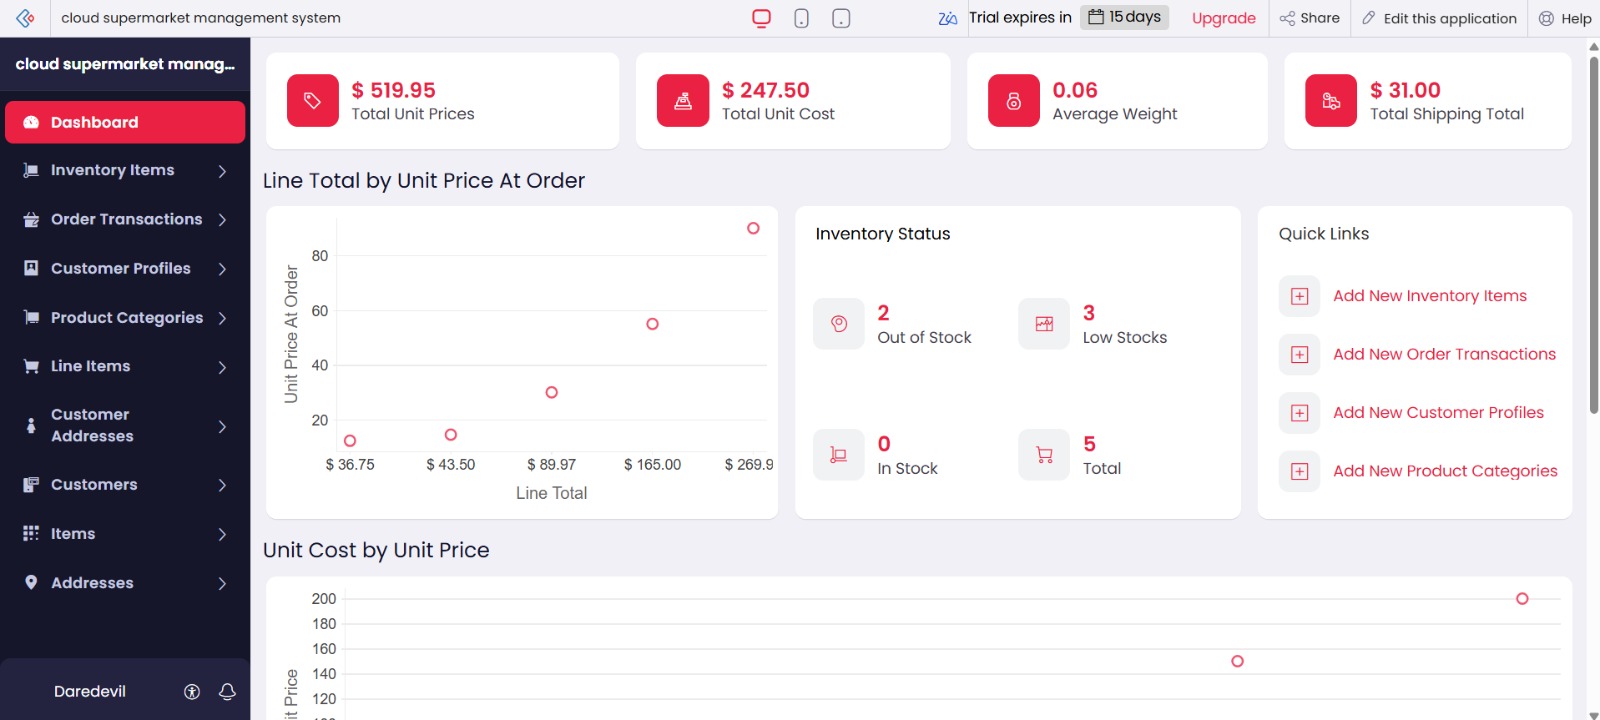 cloud supermarket management system
Trial expires in 15 days Upgrade Share Edit this application Help
cloud supermarket manag...
Dashboard
Inventory Items
Order Transactions
Customer Profiles
Product Categories
Line Items
Customer
Addresses
Customers
Items
Addresses
Daredevil
$ 519.95
Total Unit Prices
$ 247.50
Total Unit Cost
0.06
Average Weight
$ 31.00
Total Shipping Total
Line Total by Unit Price At Order
Unit Price At Order
80
60
40
20
$ 36.75 $ 43.50 $ 89.97 $ 165.00 $ 269.9
Line Total
Inventory Status
2
Out of Stock
3
Low Stocks
0
In Stock
5
Total
Quick Links
Add New Inventory Items
Add New Order Transactions
Add New Customer Profiles
Add New Product Categories
Unit Cost by Unit Price
200
180
160
140
120
it Price